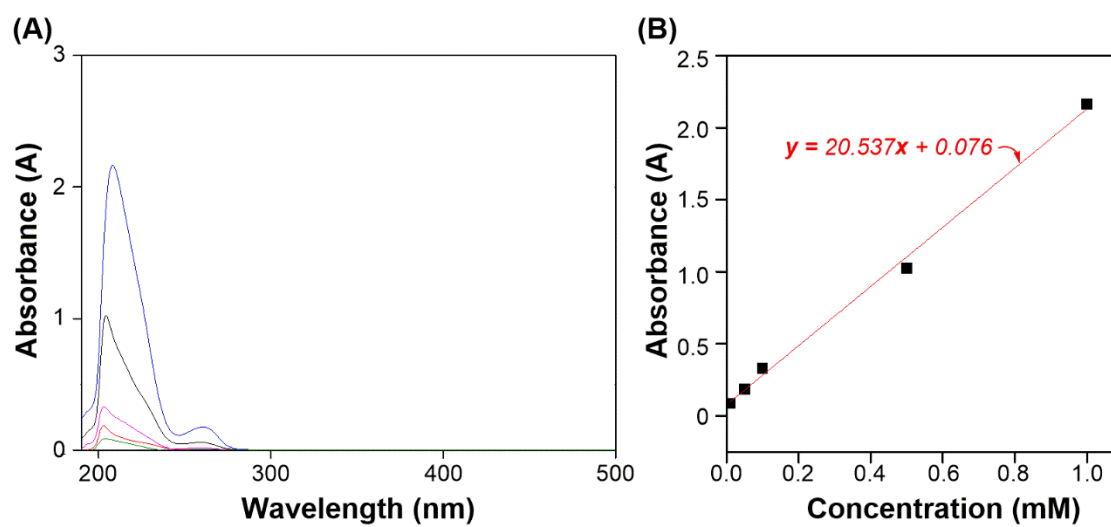 (A)
3
2
1
0
200
300
400
500
Absorbance (A)
Wavelength (nm)
(B)
2.5
2.0
1.5
1.0
0.5
0
0.0
0.2
0.4
0.6
0.8
1.0
Absorbance (A)
Concentration (mM)
y = 20.537x + 0.076